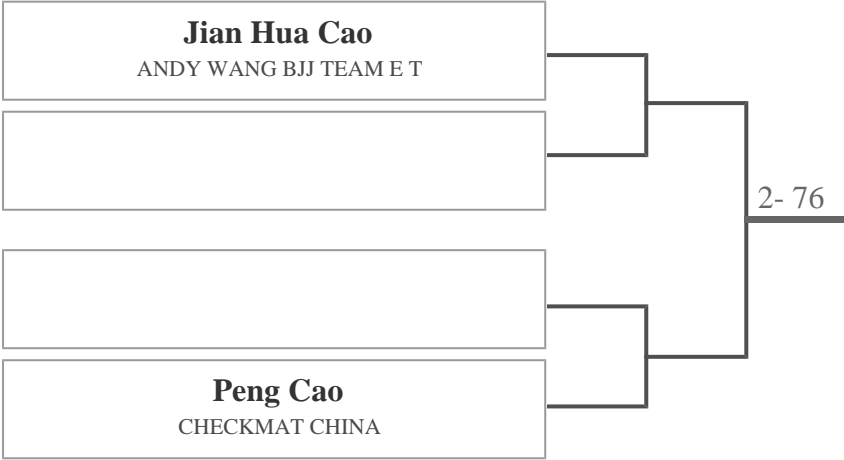 Jian Hua Cao
ANDY WANG BJJ TEAM E T
2- 76
Peng Cao
CHECKMAT CHINA